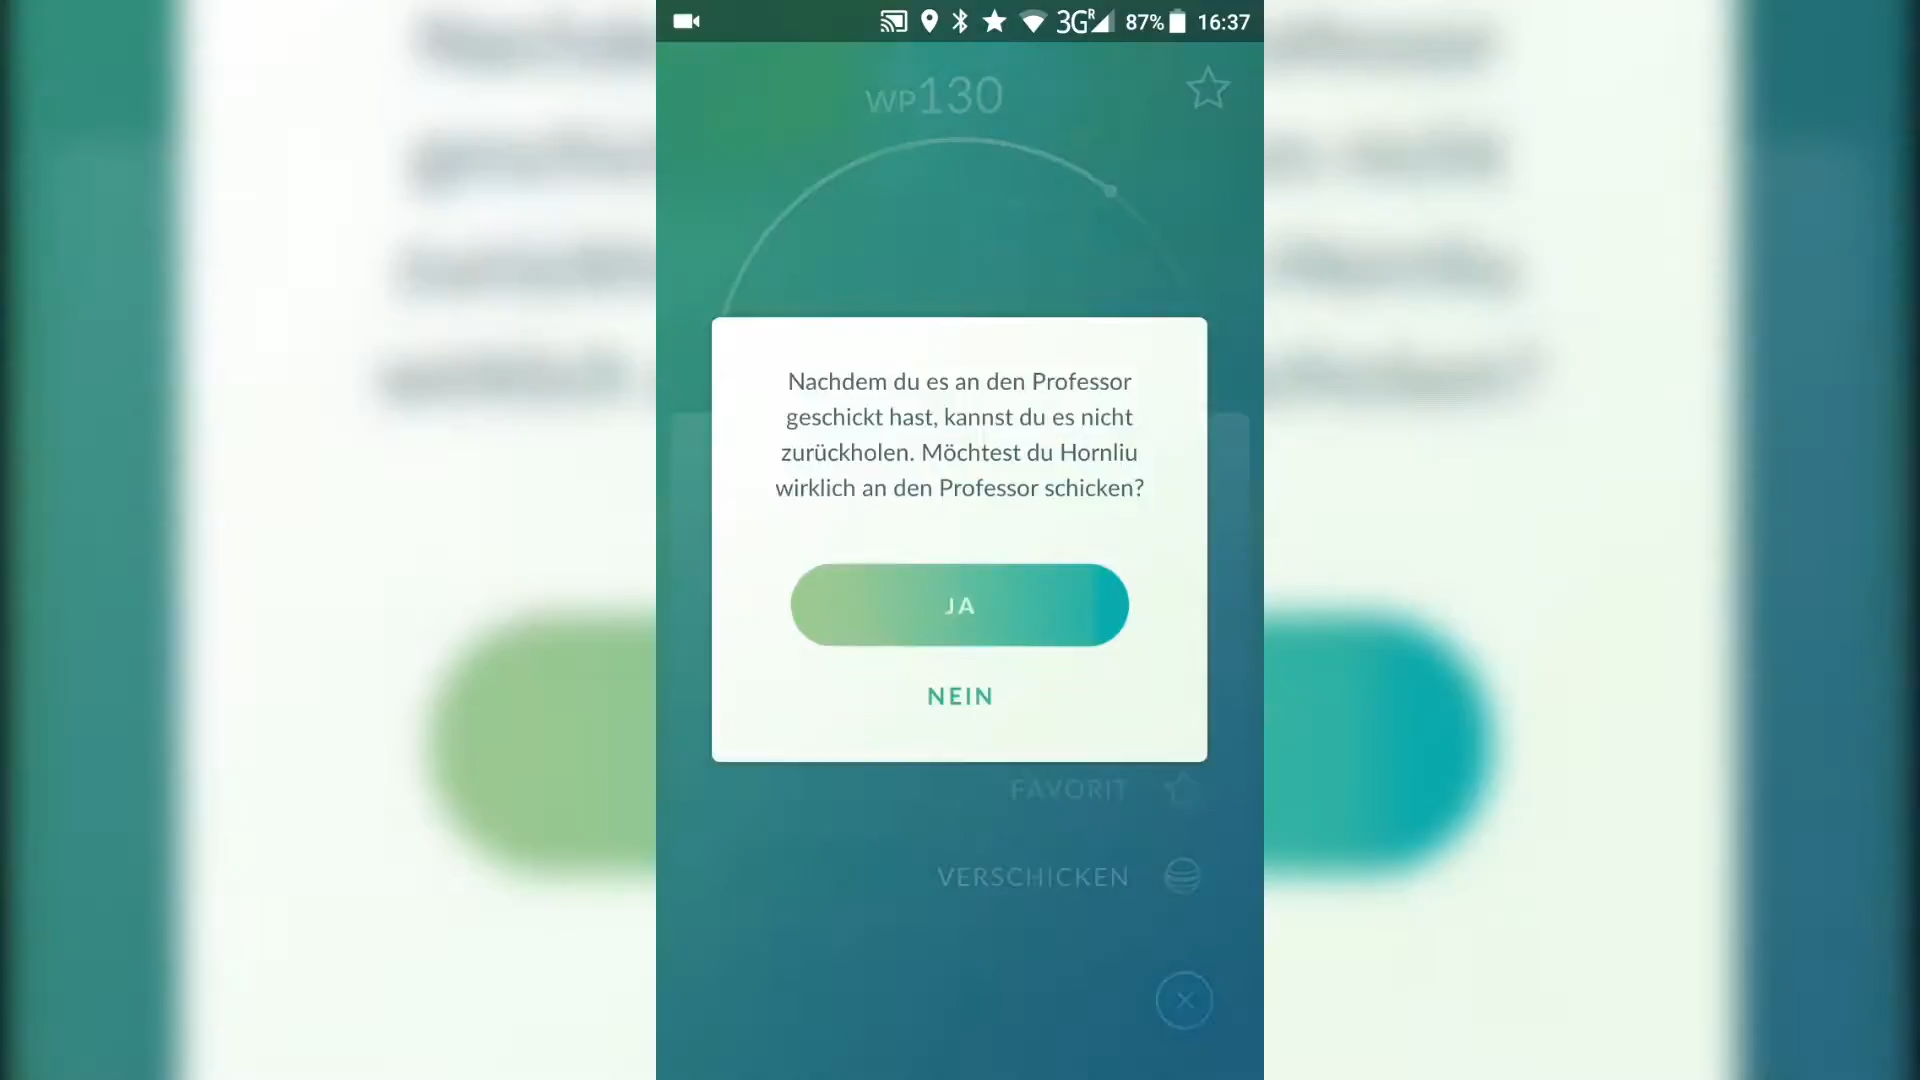 3G R 87% 16:37
WP130
Nachdem du es an den Professor
geschickt hast, kannst du es nicht
zurückholen. Möchtest du Hornliu
wirklich an den Professor schicken?
JA
NEIN
FAVORIT
VERSCHICKEN